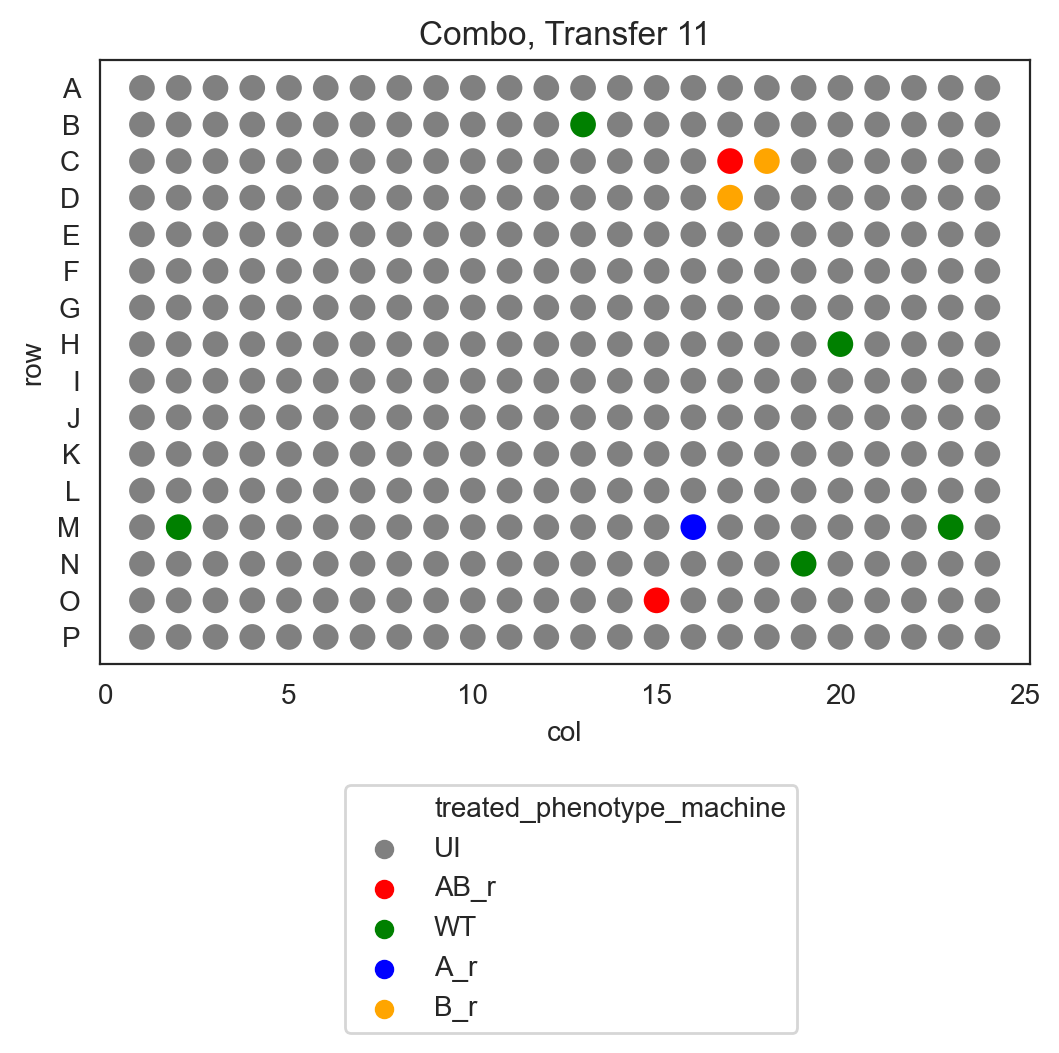 Combo, Transfer 11
A
B
C
D
E
F
G
H
I
J
K
L
M
N
O
P
row
0 5 10 15 20 25
col
treated_phenotype_machine
UI
AB_r
WT
A_r
B_r